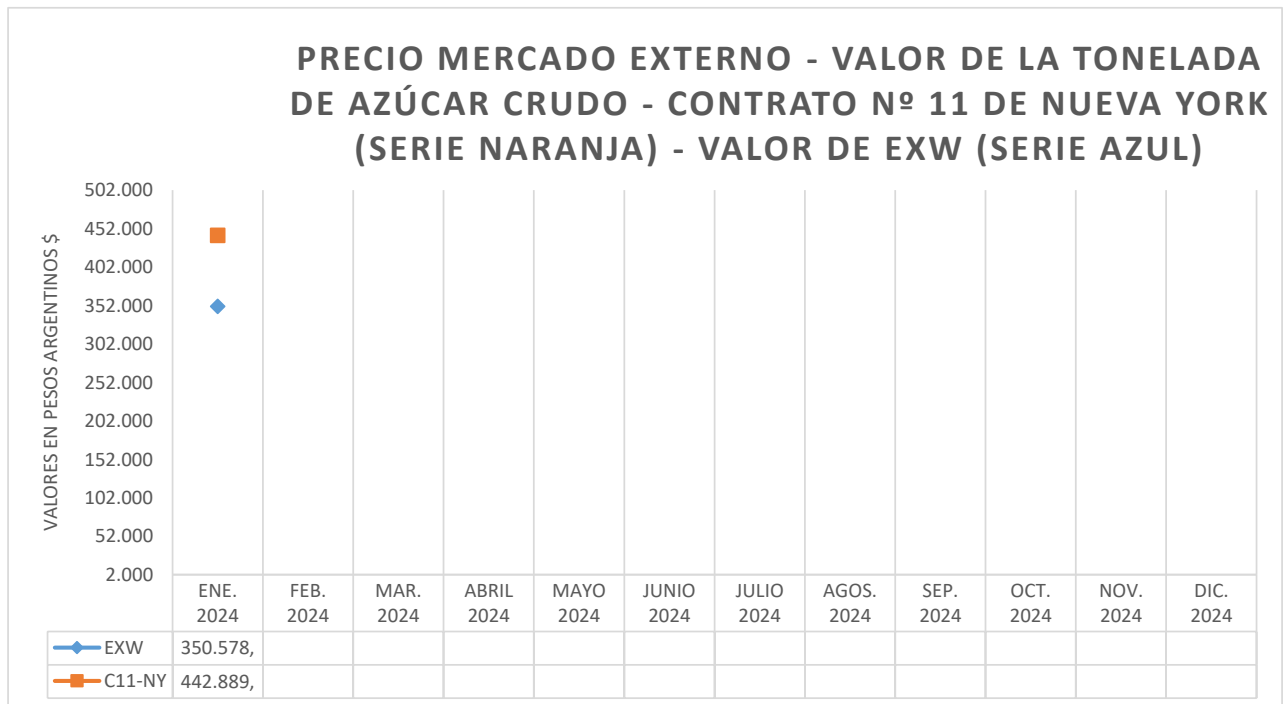 PRECIO MERCADO EXTERNO - VALOR DE LA TONELADA
DE AZÚCAR CRUDO - CONTRATO Nº 11 DE NUEVA YORK
(SERIE NARANJA) - VALOR DE EXW (SERIE AZUL)
VALORES EN PESOS ARGENTINOS $
502.000
452.000
402.000
352.000
302.000
252.000
202.000
152.000
102.000
52.000
2.000
ENE. FEB. MAR. ABRIL MAYO JUNIO JULIO AGOS. SEP. OCT. NOV. DIC.
2024 2024 2024 2024 2024 2024 2024 2024 2024 2024 2024 2024
EXW 350.578,
C11-NY 442.889,